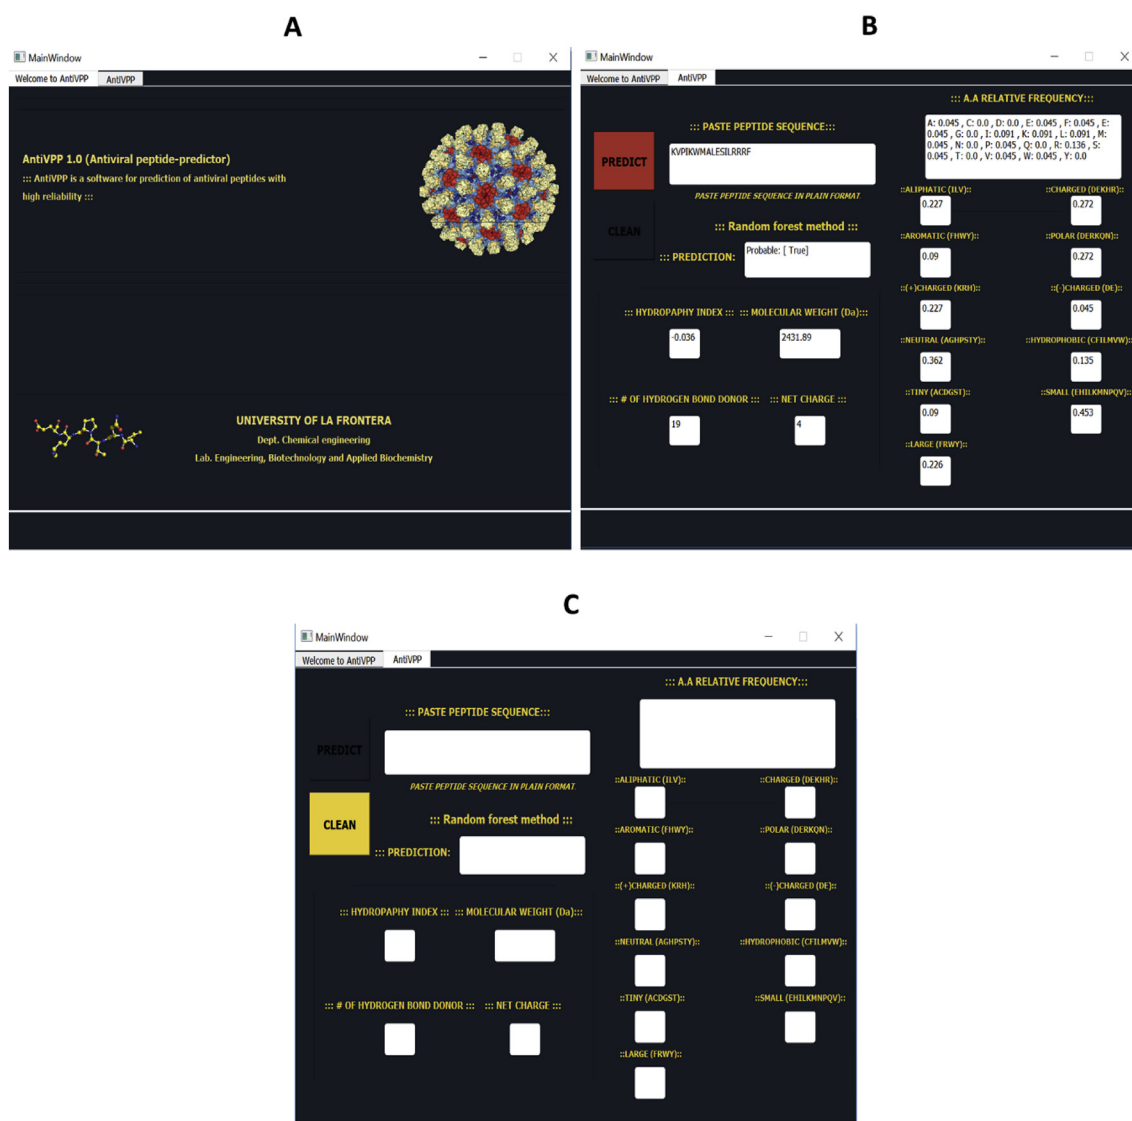 A
MainWindow
Welcome to AntiVPP AntiVPP
AntiVPP 1.0 (Antiviral peptide-predictor)
::: AntiVPP is a software for prediction of antiviral peptides with
high reliability :::
UNIVERSITY OF LA FRONTERA
Dept. Chemical engineering
Lab. Engineering, Biotechnology and Applied Biochemistry
B
MainWindow
Welcome to AntiVPP AntiVPP
::: A.A RELATIVE FREQUENCY:::
A: 0.045 , C: 0.0 , D: 0.0 , E: 0.045 , F: 0.045 , E:
0.045 , G: 0.0 , I: 0.091 , K: 0.091 , L: 0.091 , M:
0.045 , N: 0.0 , P: 0.045 , Q: 0.0 , R: 0.136 , S:
0.045 , T: 0.0 , V: 0.045 , W: 0.045 , Y: 0.0
::: PASTE PEPTIDE SEQUENCE:::
PREDICT
KVPIKWMALESILRRRF
PASTE PEPTIDE SEQUENCE IN PLAIN FORMAT.
CLEAN
::: Random forest method :::
::: PREDICTION: Probable: [ True]
::ALIPHATIC (ILV):: ::CHARGED (DEKHR)::
0.227 0.272
::AROMATIC (FHWY):: ::POLAR (DERKQN)::
0.09 0.272
::(+)CHARGED (KRH):: ::(-)CHARGED (DE)::
0.227 0.045
::: HYDROPAPHY INDEX ::: ::: MOLECULAR WEIGHT (Da):::
-0.036 2431.89
::NEUTRAL (AGHPSTY):: ::HYDROPHOBIC (CFILMVW)::
0.362 0.135
::: # OF HYDROGEN BOND DONOR ::: ::: NET CHARGE :::
19 4
::TINY (ACDGST):: ::SMALL (EHILKMNPQV)::
0.09 0.453
::LARGE (FRWY)::
0.226
C
MainWindow
Welcome to AntiVPP AntiVPP
::: A.A RELATIVE FREQUENCY:::
::: PASTE PEPTIDE SEQUENCE:::
PREDICT
PASTE PEPTIDE SEQUENCE IN PLAIN FORMAT.
CLEAN
::: Random forest method :::
::: PREDICTION:
::ALIPHATIC (ILV):: ::CHARGED (DEKHR)::
::AROMATIC (FHWY):: ::POLAR (DERKQN)::
::(+)CHARGED (KRH):: ::(-)CHARGED (DE)::
::: HYDROPAPHY INDEX ::: ::: MOLECULAR WEIGHT (Da):::
::NEUTRAL (AGHPSTY):: ::HYDROPHOBIC (CFILMVW)::
::: # OF HYDROGEN BOND DONOR ::: ::: NET CHARGE :::
::TINY (ACDGST):: ::SMALL (EHILKMNPQV)::
::LARGE (FRWY)::